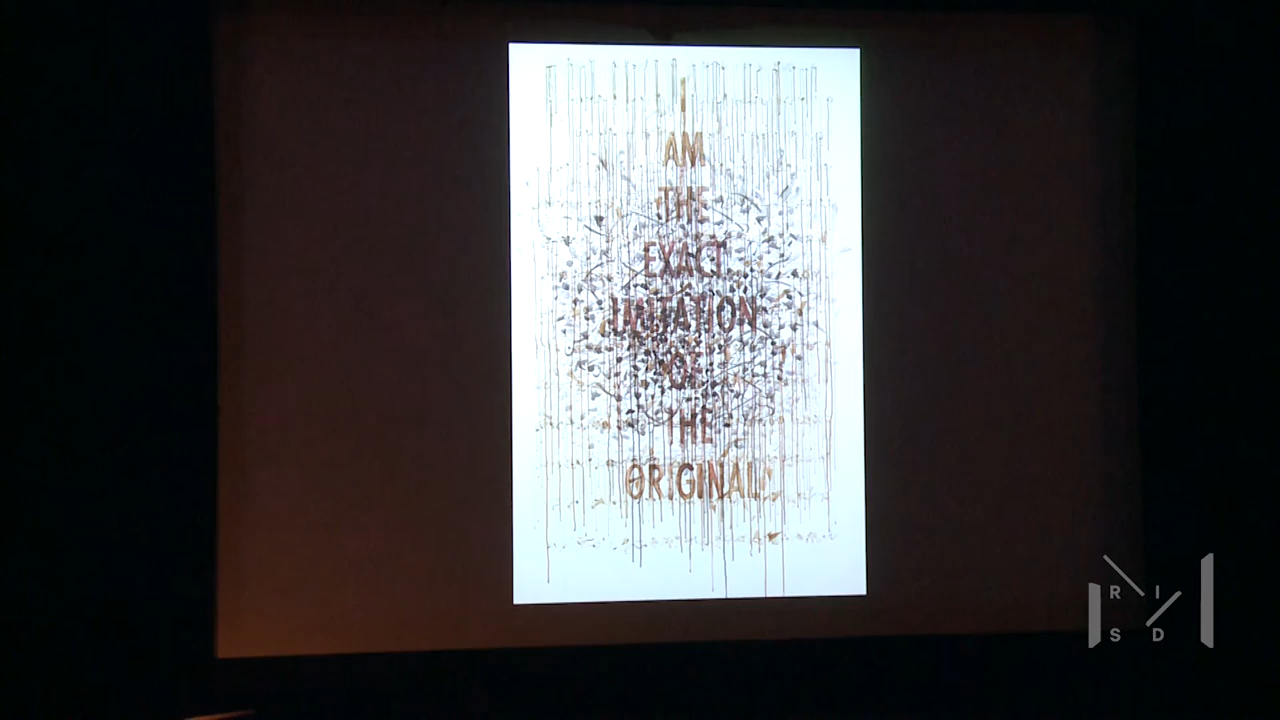 I
AM
THE
EXACT
IMITATION
OF
THE
ORIGINAL
R I
S D